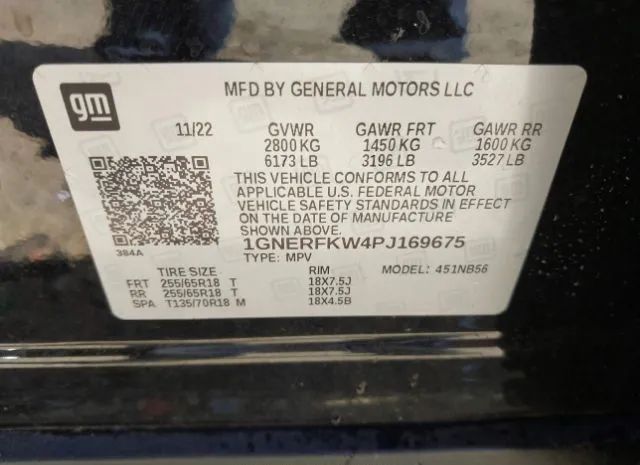 gm
MFD BY GENERAL MOTORS LLC
11/22 GVWR GAWR FRT GAWR RR
2800 KG 1450 KG 1600 KG
6173 LB 3196 LB 3527 LB
THIS VEHICLE CONFORMS TO ALL
APPLICABLE U.S. FEDERAL MOTOR
VEHICLE SAFETY STANDARDS IN EFFECT
ON THE DATE OF MANUFACTURE
SHOWN ABOVE.
384A 1GNERFKW4PJ169675
TYPE: MPV MODEL: 451NB56
TIRE SIZE RIM
FRT 255/65R18 T 18X7.5J
RR 255/65R18 T 18X7.5J
SPA T135/70R18 M 18X4.5B